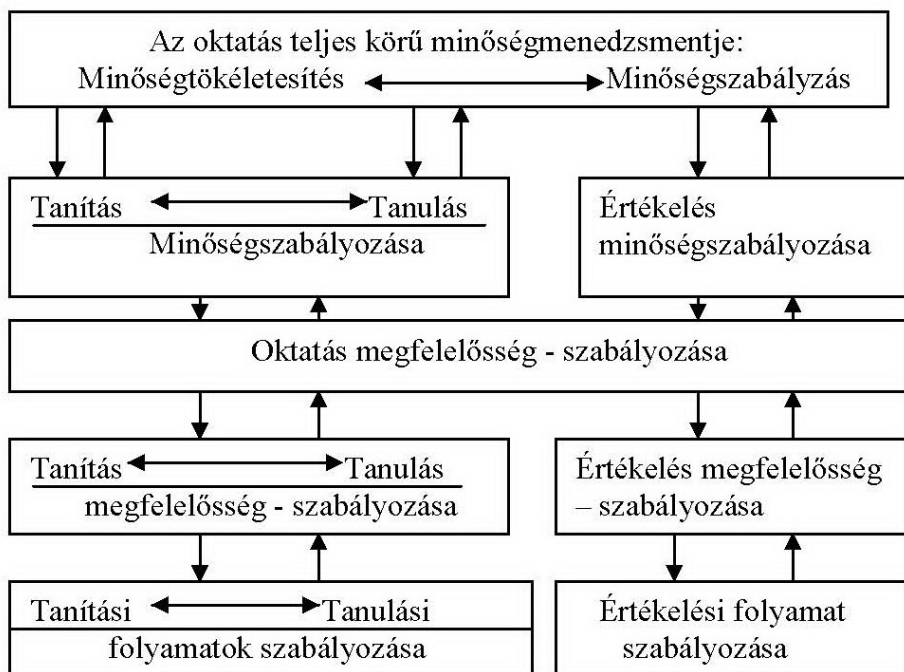 Az oktatás teljes körű minőségmenedzsmentje:
Minőségtökéletesítés Minőségszabályzás
Tanítás Tanulás
Minőségszabályozása
Értékelés
minőségszabályozása
Oktatás megfelelősség - szabályozása
Tanítás Tanulás
megfelelősség - szabályozása
Értékelés megfelelősség
– szabályozása
Tanítási Tanulási
folyamatok szabályozása
Értékelési folyamat
szabályozása